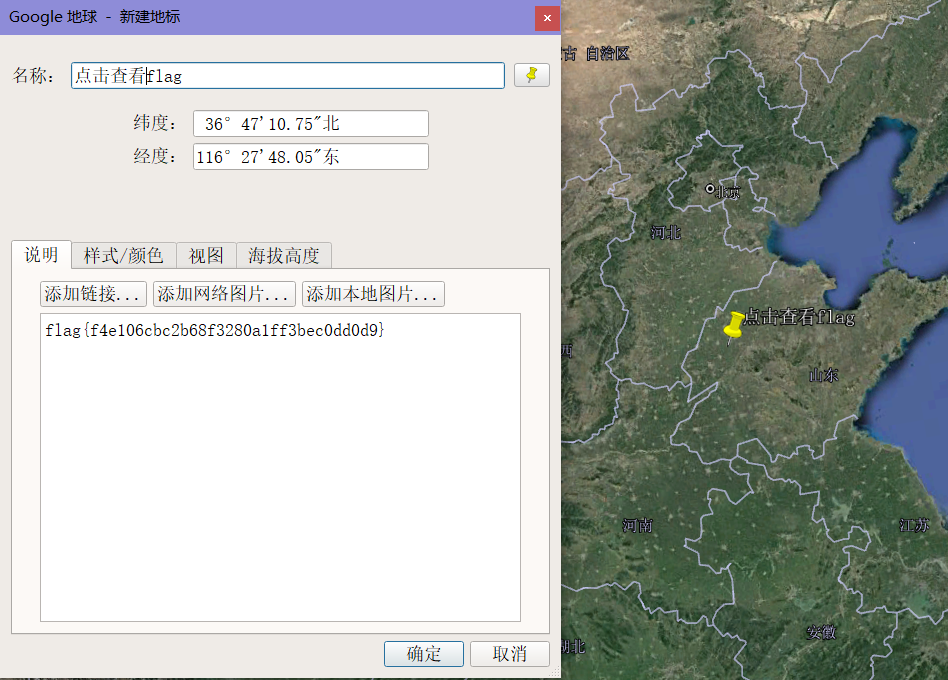 Google 地球 - 新建地标
名称：
点击查看flag
纬度：
36° 47'10.75"北
经度：
116° 27'48.05"东
说明
样式/颜色
视图
海拔高度
添加链接...
添加网络图片...
添加本地图片...
flag{f4e106cbc2b68f3280a1ff3bec0dd0d9}
确定
取消
古 自治区
北京
河北
点击查看flag
西
山东
河南
江苏
安徽
湖北